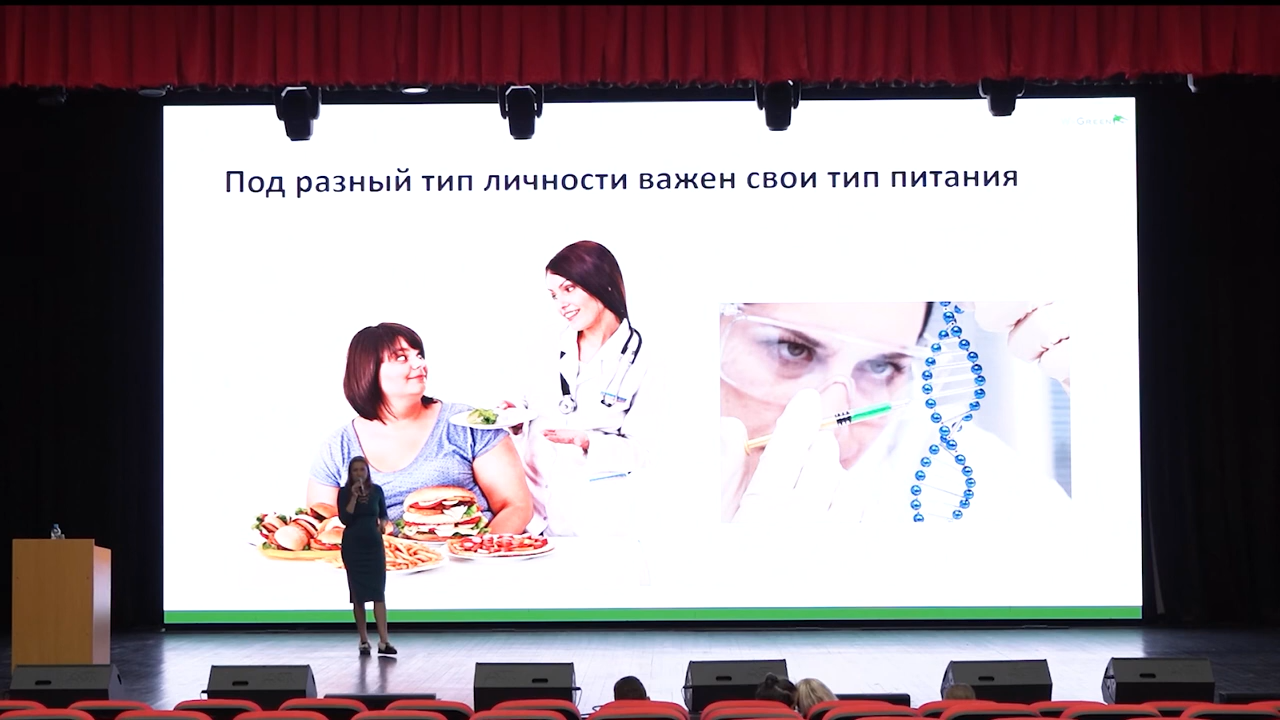 Под разный тип личности важен свои тип питания